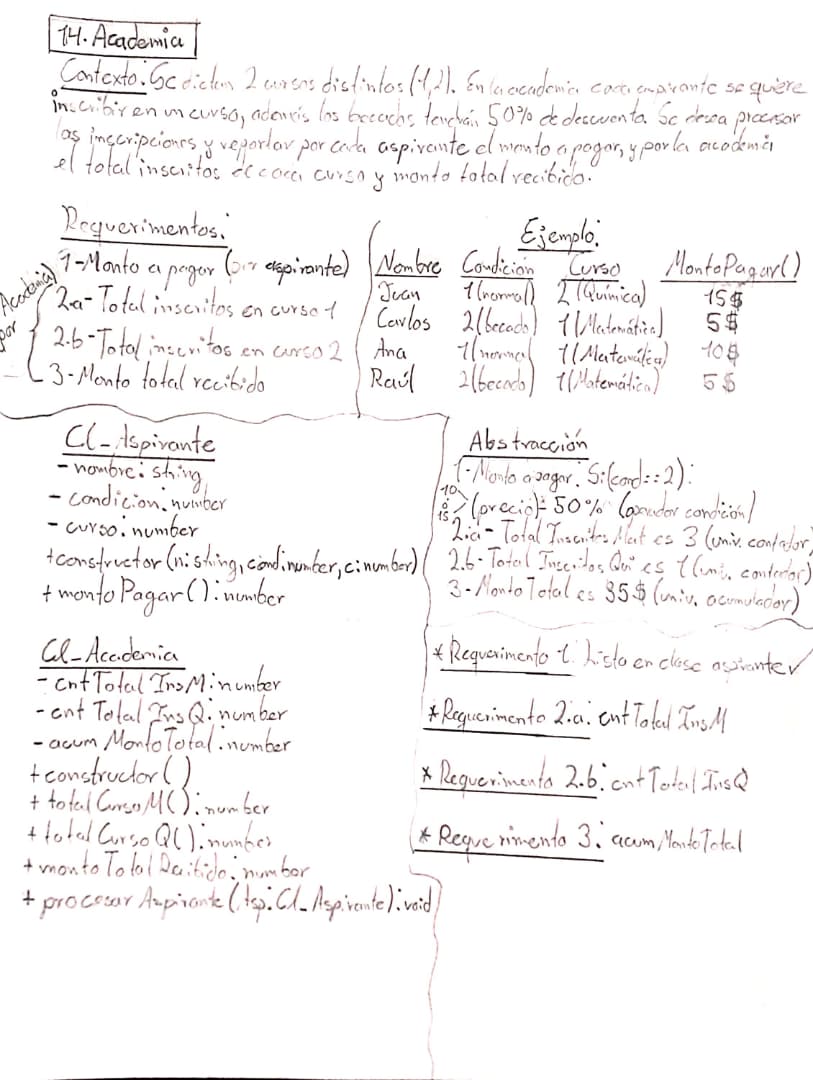 14. Academia
Contexto: Se dictan 2 cursos distintos (1,2). En la academia cada aspirante se quiere
inscribir en un curso, además los becados tendrán 50% de descuento. Se desea procesar
las inscripciones y reportar por cada aspirante el monto a pagar, y por la academia
el total inscritos de cada curso y monto total recibido.
Requerimentos:
1-Monto a pagar (por aspirante)
Academia)
por
2.a- Total inscritos en curso 1
2.b- Total inscritos en curso 2
3-Monto total recibido
Ejemplo:
Nombre Condición Curso MontoPagar()
Juan 1(normal) 2(Química) 15$
Carlos 2(becado) 1(Matemática) 5$
Ana 1(normal) 1(Matemática) 10$
Raúl 2(becado) 1(Matemática) 5$
Cl_Aspirante
- nombre: string
- condicion: number
- curso: number
+constructor(n:string, cond:number, c:number)
+ montoPagar(): number
Abstracción
1-Monto a pagar: Si(cond==2):
10
ó
15
(precio)- 50% (operador condición)
2.a- Total Inscritos Mat es 3 (univ. contador)
2.b- Total Inscritos Qui es 1 (univ. contador)
3-MontoTotal es 35$ (univ. acumulador)
Cl_Academia
- cntTotalInsM: number
- cntTotalInsQ: number
- acumMontoTotal: number
+ constructor()
+ totalCursoM(): number
+ totalCursoQ(): number
+ montoTotalRecibido: number
+ procesarAspirante(Asp: Cl_Aspirante): void
* Requerimento 1: Listo en clase aspirante✓
* Requerimento 2.a: cntTotalInsM
* Requerimento 2.b: cntTotalInsQ
* Requerimento 3: acumMontoTotal